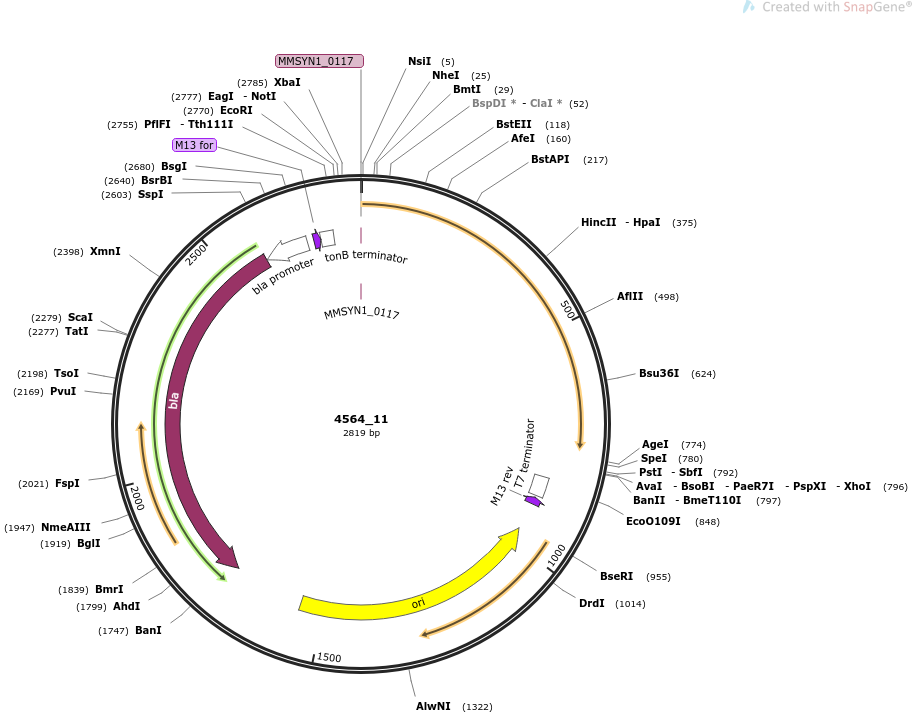 Created with SnapGene®
MMSYN1_0117
NsiI (5)
NheI (25)
BmtI (29)
BspDI * - ClaI * (52)
BstEII (118)
AfeI (160)
BstAPI (217)
HincII - HpaI (375)
AflII (498)
Bsu36I (624)
AgeI (774)
SpeI (780)
PstI - SbfI (792)
AvaI - BsoBI - PaeR7I - PspXI - XhoI (796)
BanII - BmeT110I (797)
EcoO109I (848)
BseRI (955)
DrdI (1014)
AlwNI (1322)
(1747) BanI
(1799) AhdI
(1839) BmrI
(1919) BglI
(1947) NmeAIII
(2021) FspI
(2169) PvuI
(2198) TsoI
(2277) TatI
(2279) ScaI
(2398) XmnI
(2603) SspI
(2640) BsrBI
(2680) BsgI
M13 for
(2755) PflFI - Tth111I
(2770) EcoRI
(2777) EagI - NotI
(2785) XbaI
500
1000
1500
2000
2500
tonB terminator
bla promoter
MMSYN1_0117
bla
4564_11
2819 bp
T7 terminator
M13 rev
ori